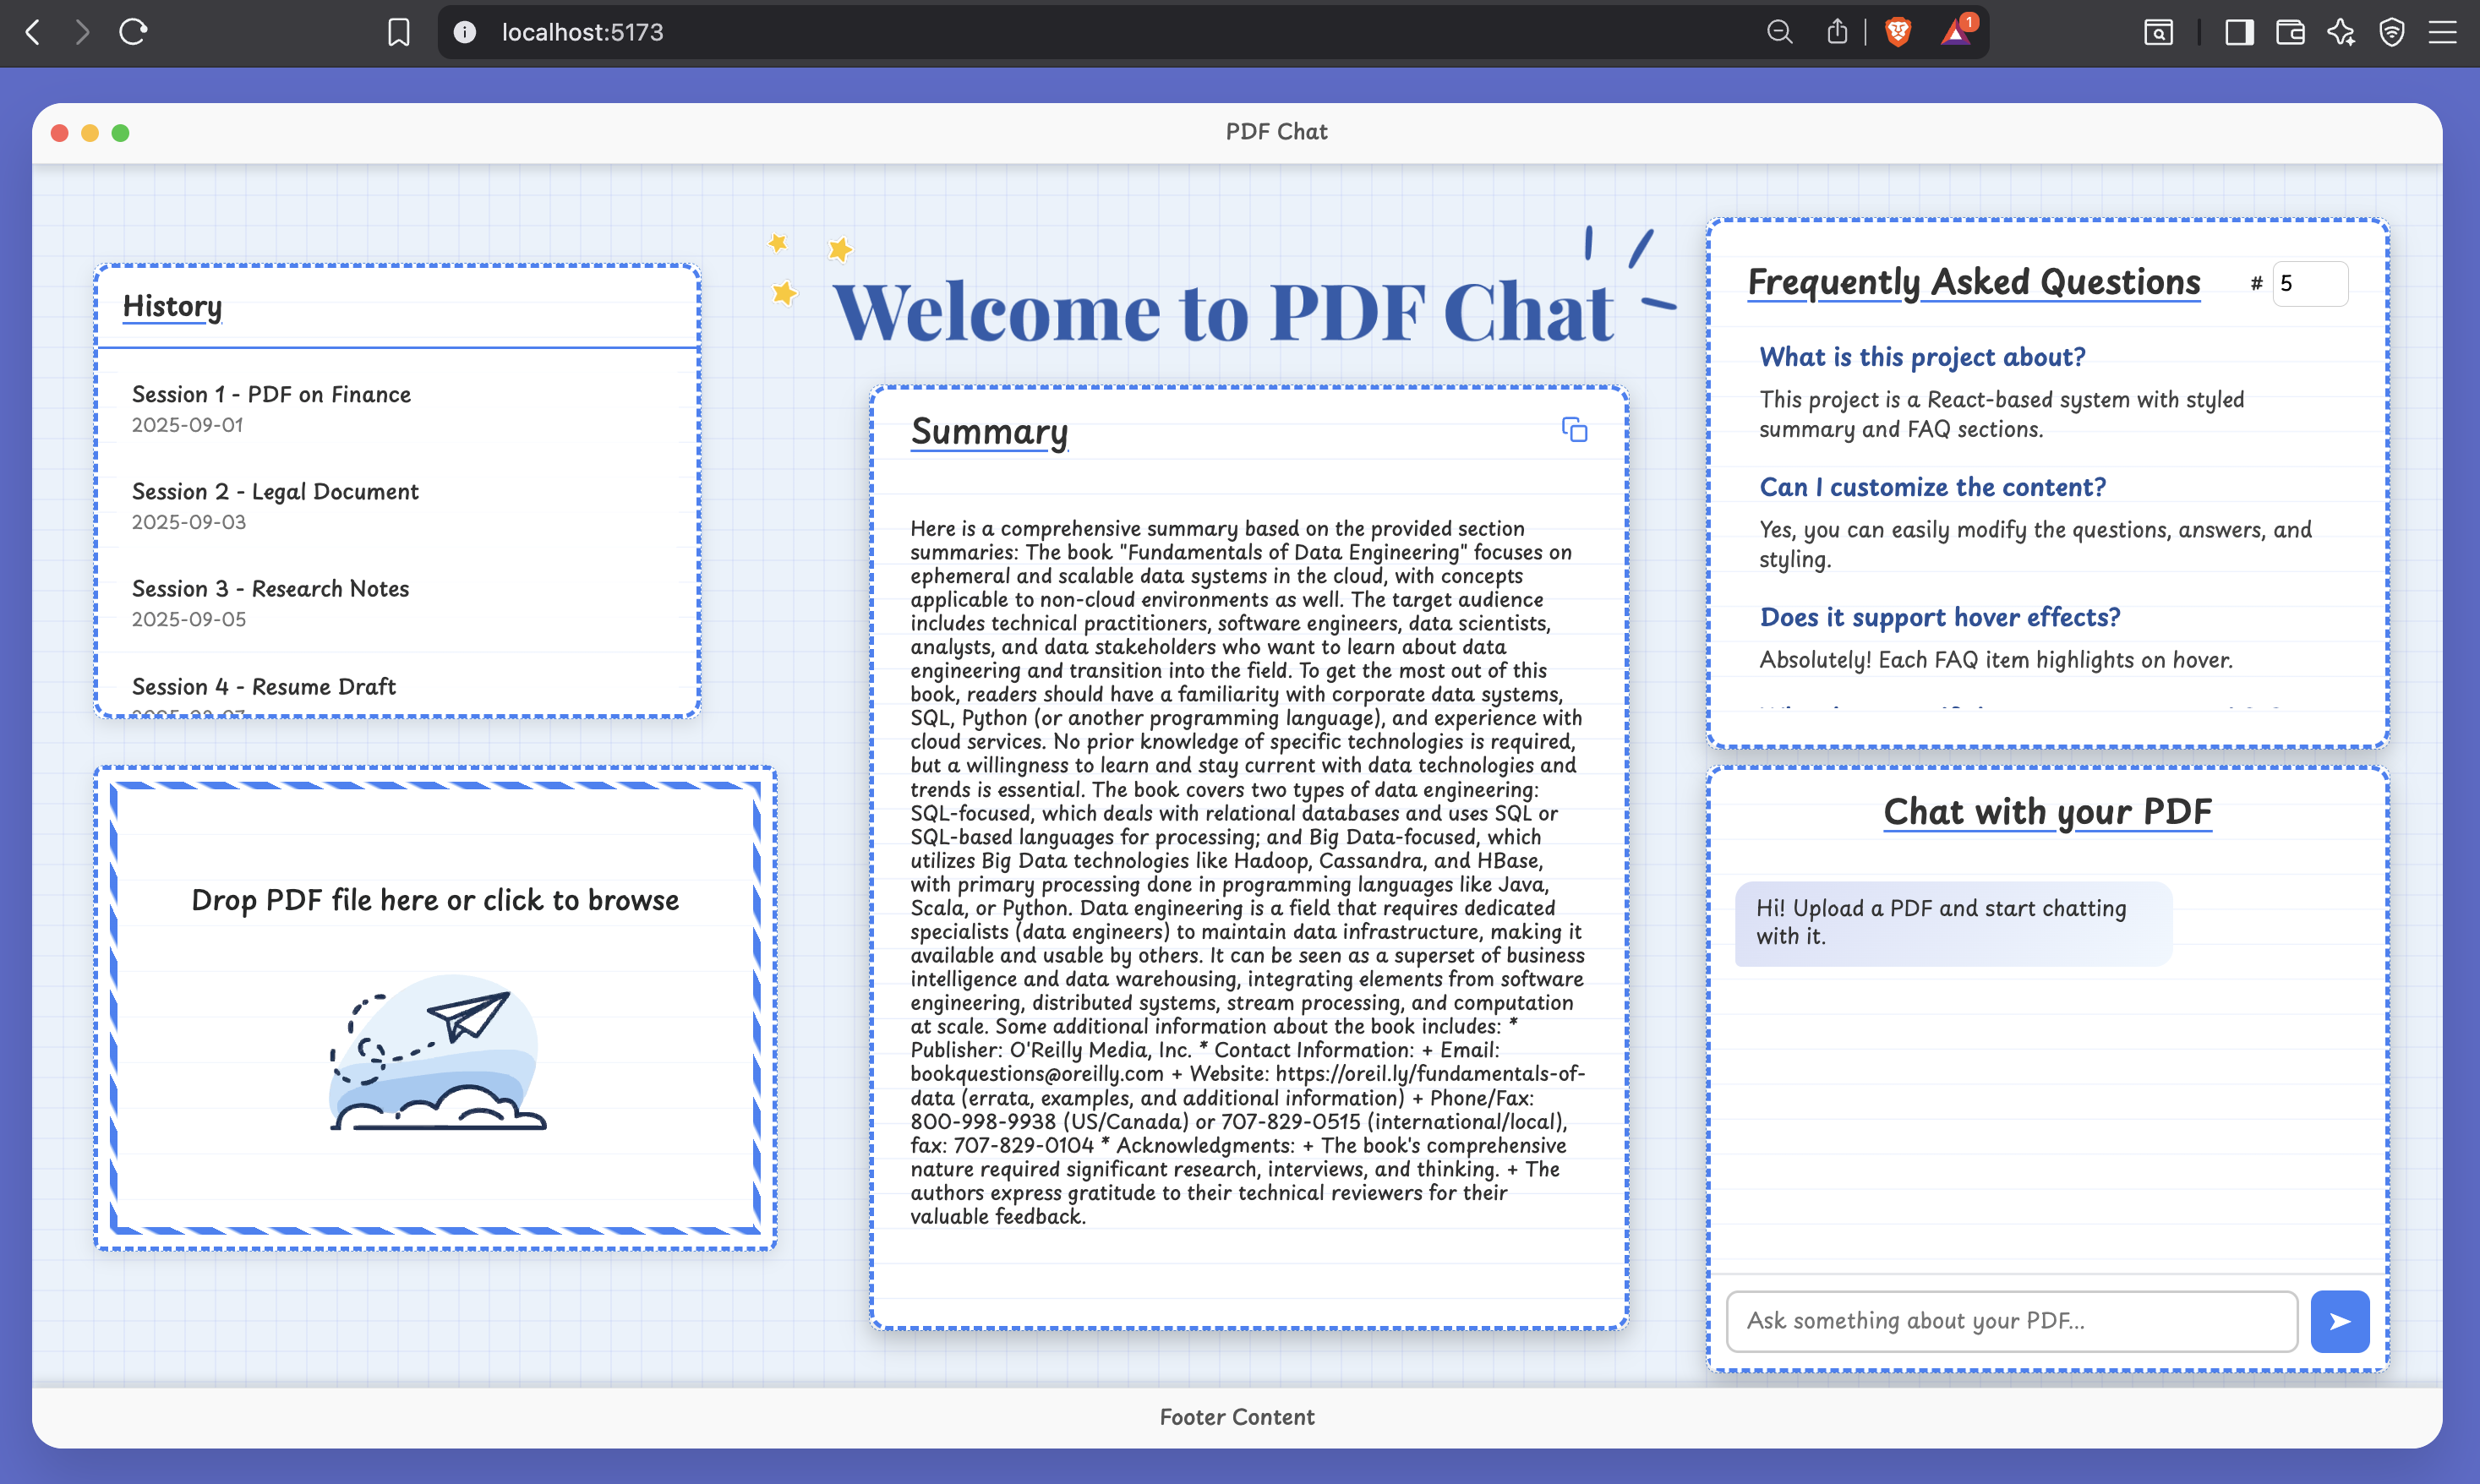 localhost:5173
1
PDF Chat
History
Session 1 - PDF on Finance
2025-09-01
Session 2 - Legal Document
2025-09-03
Session 3 - Research Notes
2025-09-05
Session 4 - Resume Draft
Drop PDF file here or click to browse
Welcome to PDF Chat
Summary
Here is a comprehensive summary based on the provided section
summaries: The book "Fundamentals of Data Engineering" focuses on
ephemeral and scalable data systems in the cloud, with concepts
applicable to non-cloud environments as well. The target audience
includes technical practitioners, software engineers, data scientists,
analysts, and data stakeholders who want to learn about data
engineering and transition into the field. To get the most out of this
book, readers should have a familiarity with corporate data systems,
SQL, Python (or another programming language), and experience with
cloud services. No prior knowledge of specific technologies is required,
but a willingness to learn and stay current with data technologies and
trends is essential. The book covers two types of data engineering:
SQL-focused, which deals with relational databases and uses SQL or
SQL-based languages for processing; and Big Data-focused, which
utilizes Big Data technologies like Hadoop, Cassandra, and HBase,
with primary processing done in programming languages like Java,
Scala, or Python. Data engineering is a field that requires dedicated
specialists (data engineers) to maintain data infrastructure, making it
available and usable by others. It can be seen as a superset of business
intelligence and data warehousing, integrating elements from software
engineering, distributed systems, stream processing, and computation
at scale. Some additional information about the book includes: *
Publisher: O'Reilly Media, Inc. * Contact Information: + Email:
bookquestions@oreilly.com + Website: https://oreil.ly/fundamentals-of-
data (errata, examples, and additional information) + Phone/Fax:
800-998-9938 (US/Canada) or 707-829-0515 (international/local),
fax: 707-829-0104 * Acknowledgments: + The book's comprehensive
nature required significant research, interviews, and thinking. + The
authors express gratitude to their technical reviewers for their
valuable feedback.
Frequently Asked Questions # 5
What is this project about?
This project is a React-based system with styled
summary and FAQ sections.
Can I customize the content?
Yes, you can easily modify the questions, answers, and
styling.
Does it support hover effects?
Absolutely! Each FAQ item highlights on hover.
Chat with your PDF
Hi! Upload a PDF and start chatting
with it.
Ask something about your PDF...
Footer Content